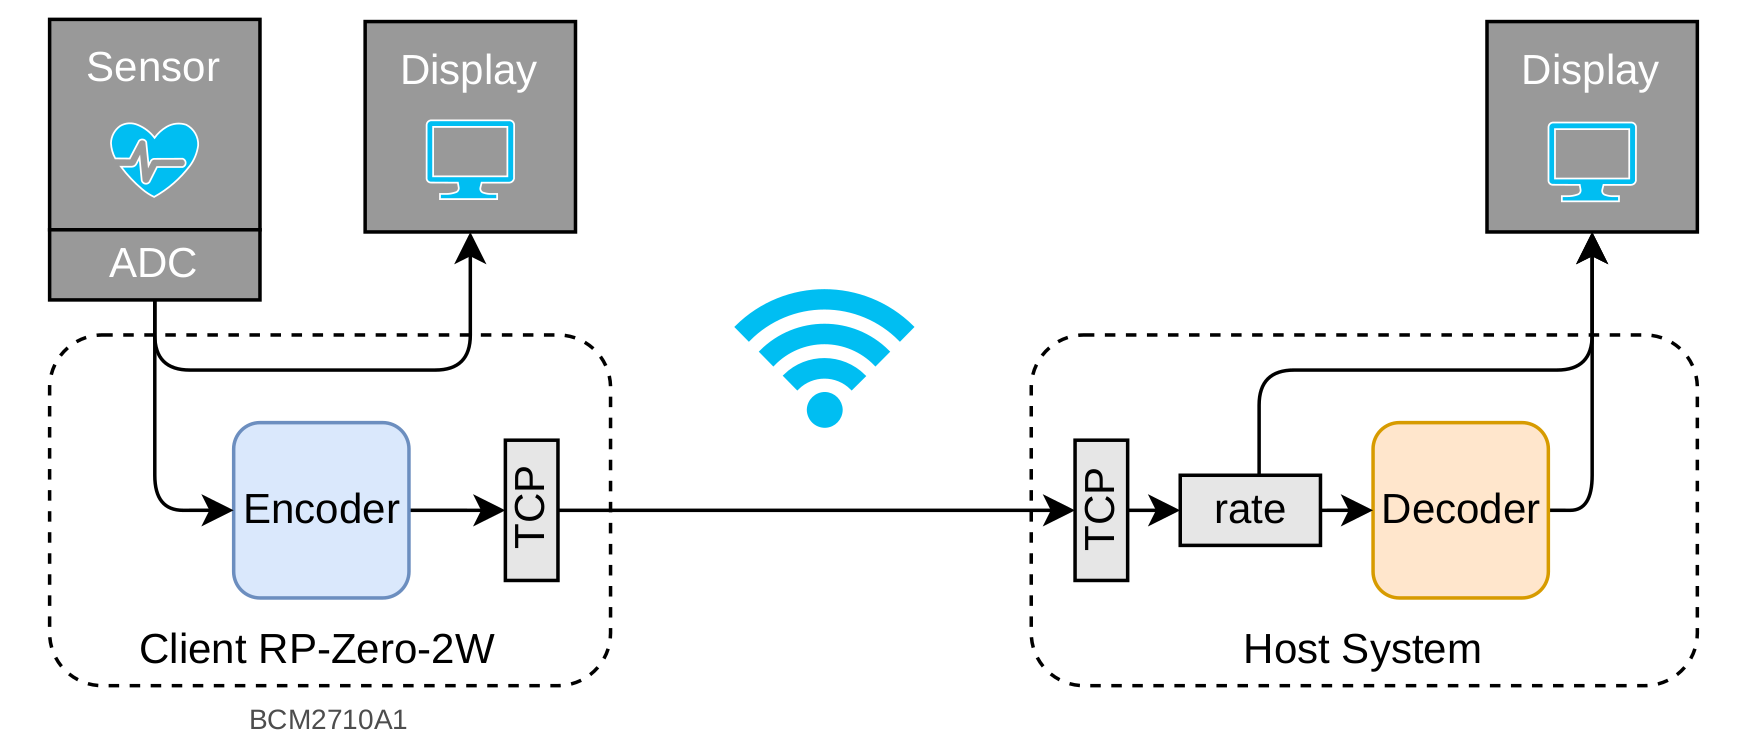 Sensor
ADC
Display
Display
Encoder
TCP
TCP
rate
Decoder
Client RP-Zero-2W
Host System
BCM2710A1